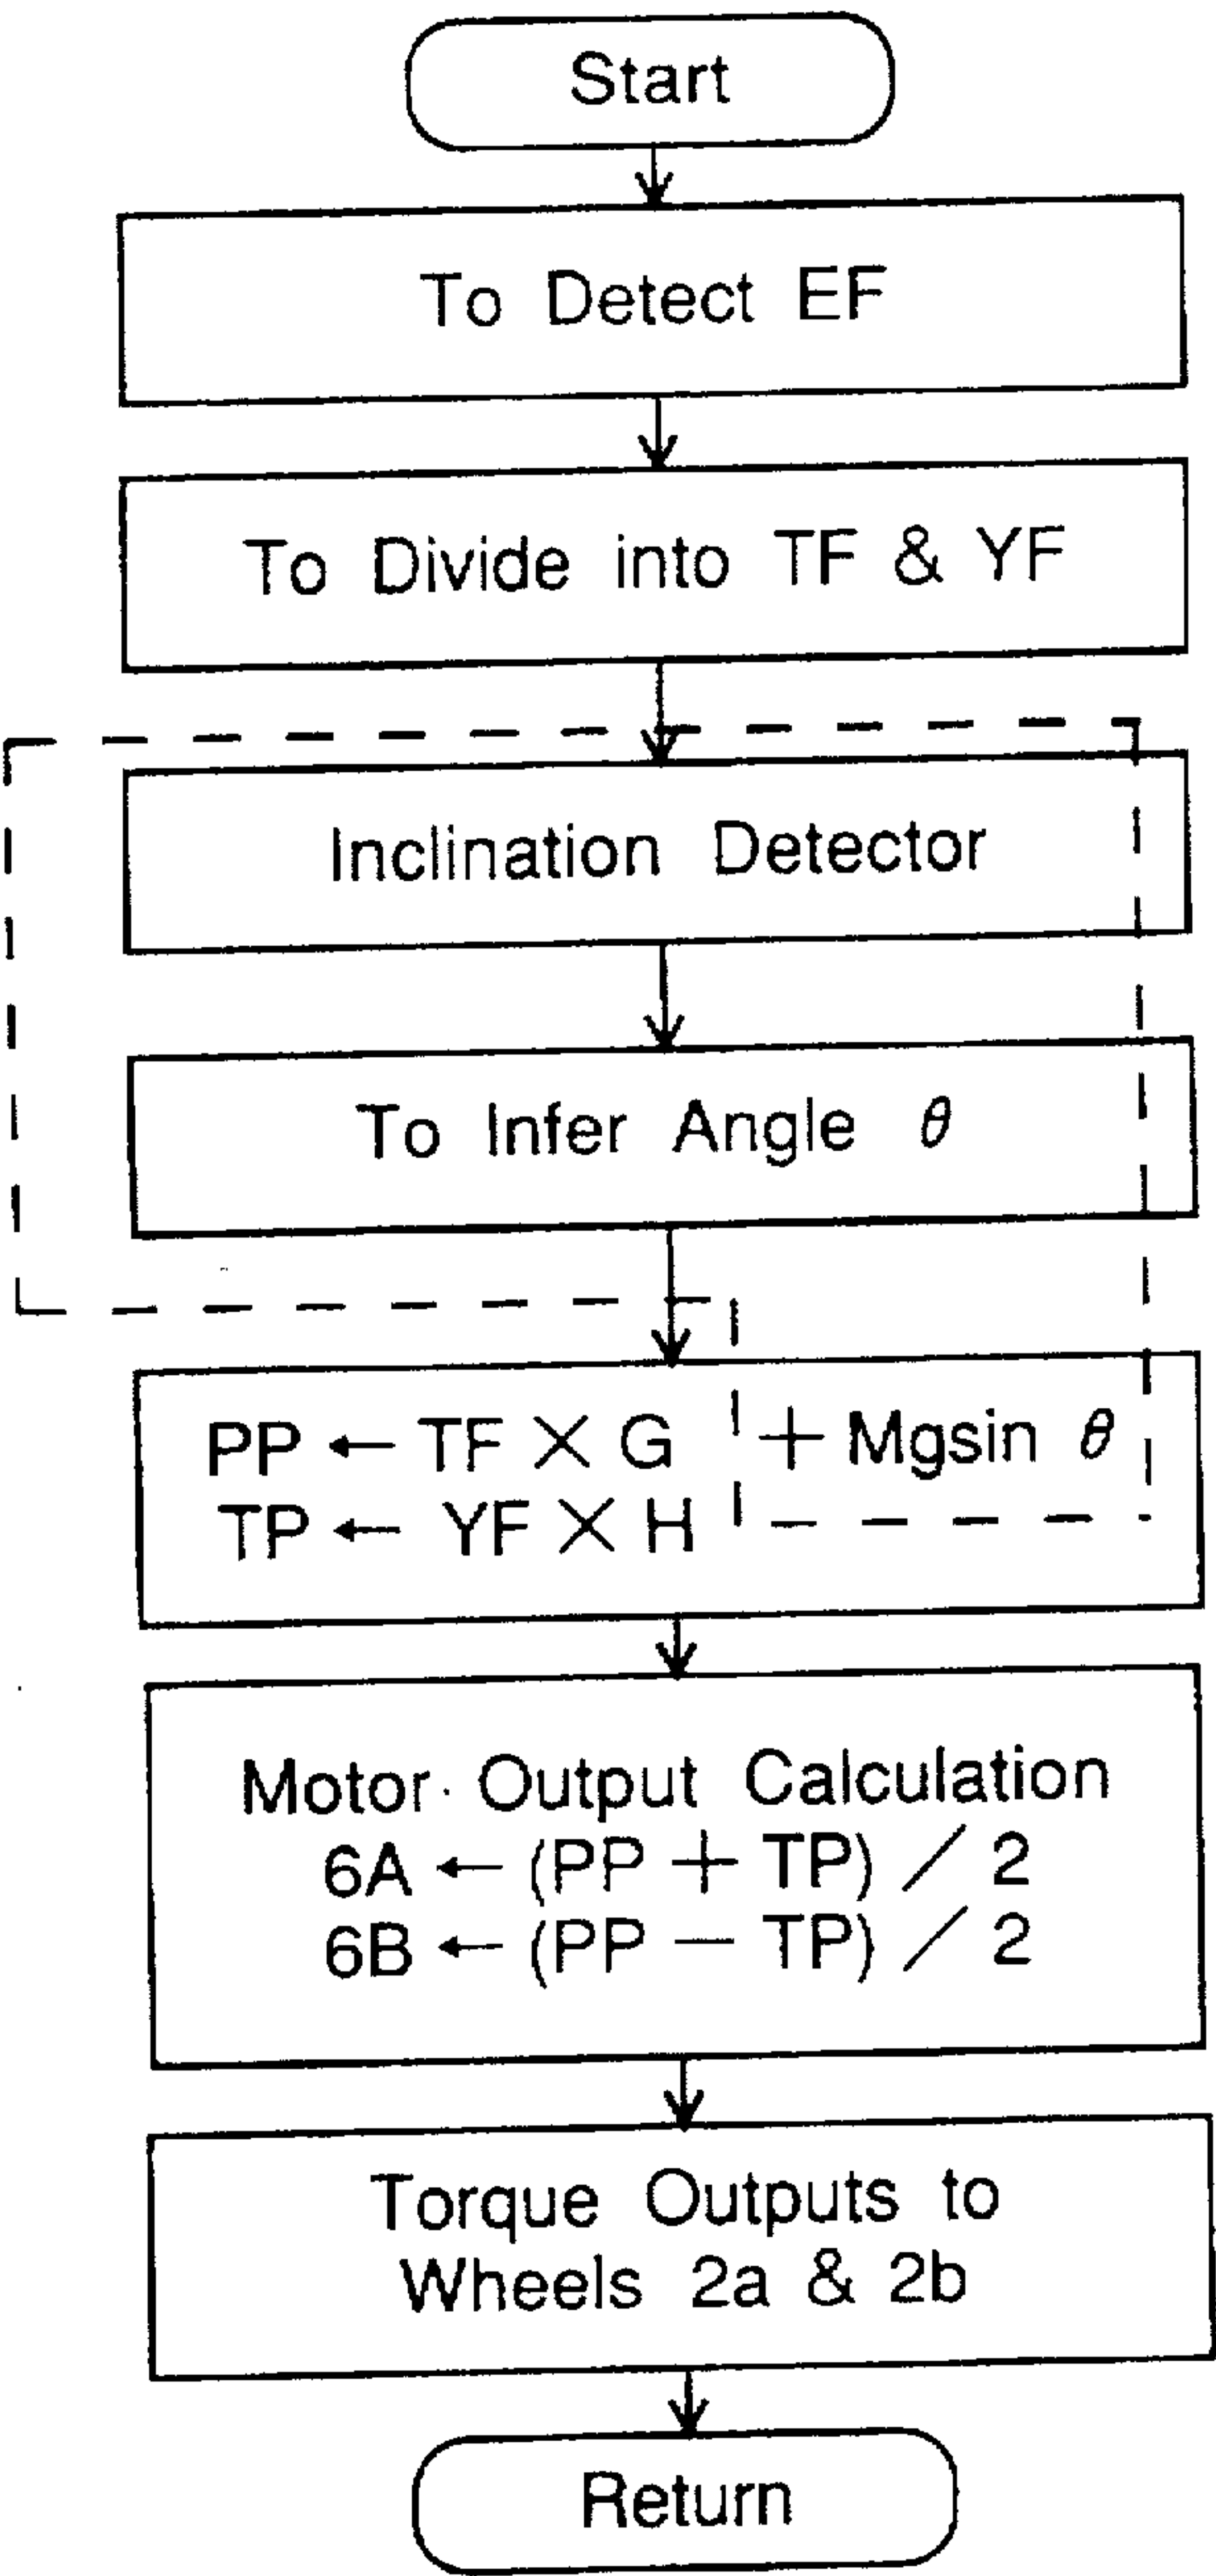 Start
To Detect EF
To Divide into TF & YF
Inclination Detector
To Infer Angle θ
PP ← TF × G + Mgsin θ
TP ← YF × H
Motor Output Calculation
6A ← (PP + TP) / 2
6B ← (PP − TP) / 2
Torque Outputs to
Wheels 2a & 2b
Return